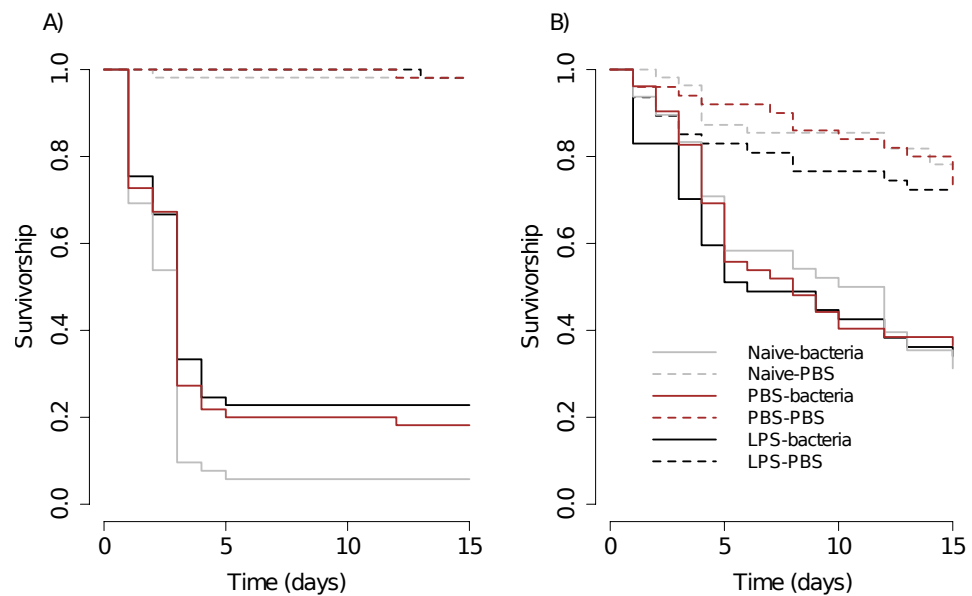 A)
B)
1.0
0.8
0.6
0.4
0.2
0.0
Survivorship
0
5
10
15
Time (days)
1.0
0.8
0.6
0.4
0.2
0.0
Survivorship
Naive-bacteria
Naive-PBS
PBS-bacteria
PBS-PBS
LPS-bacteria
LPS-PBS
0
5
10
15
Time (days)